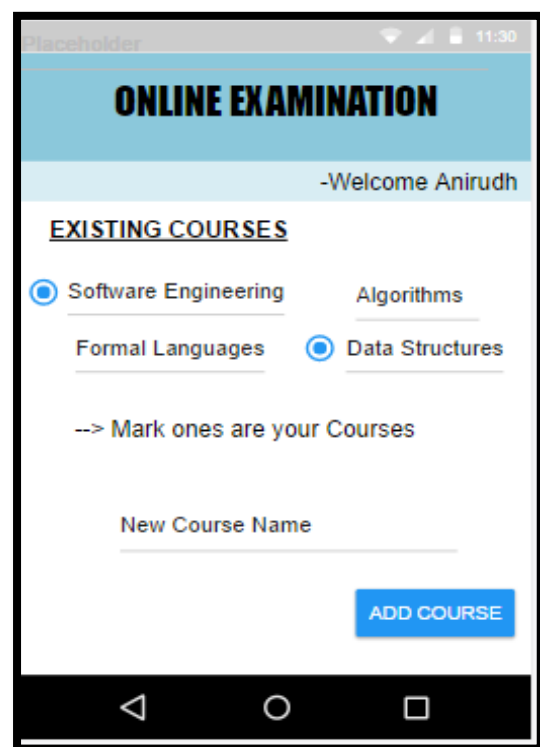 Placeholder 11:30
ONLINE EXAMINATION
-Welcome Anirudh
EXISTING COURSES
Software Engineering Algorithms
Formal Languages Data Structures
--> Mark ones are your Courses
New Course Name
ADD COURSE